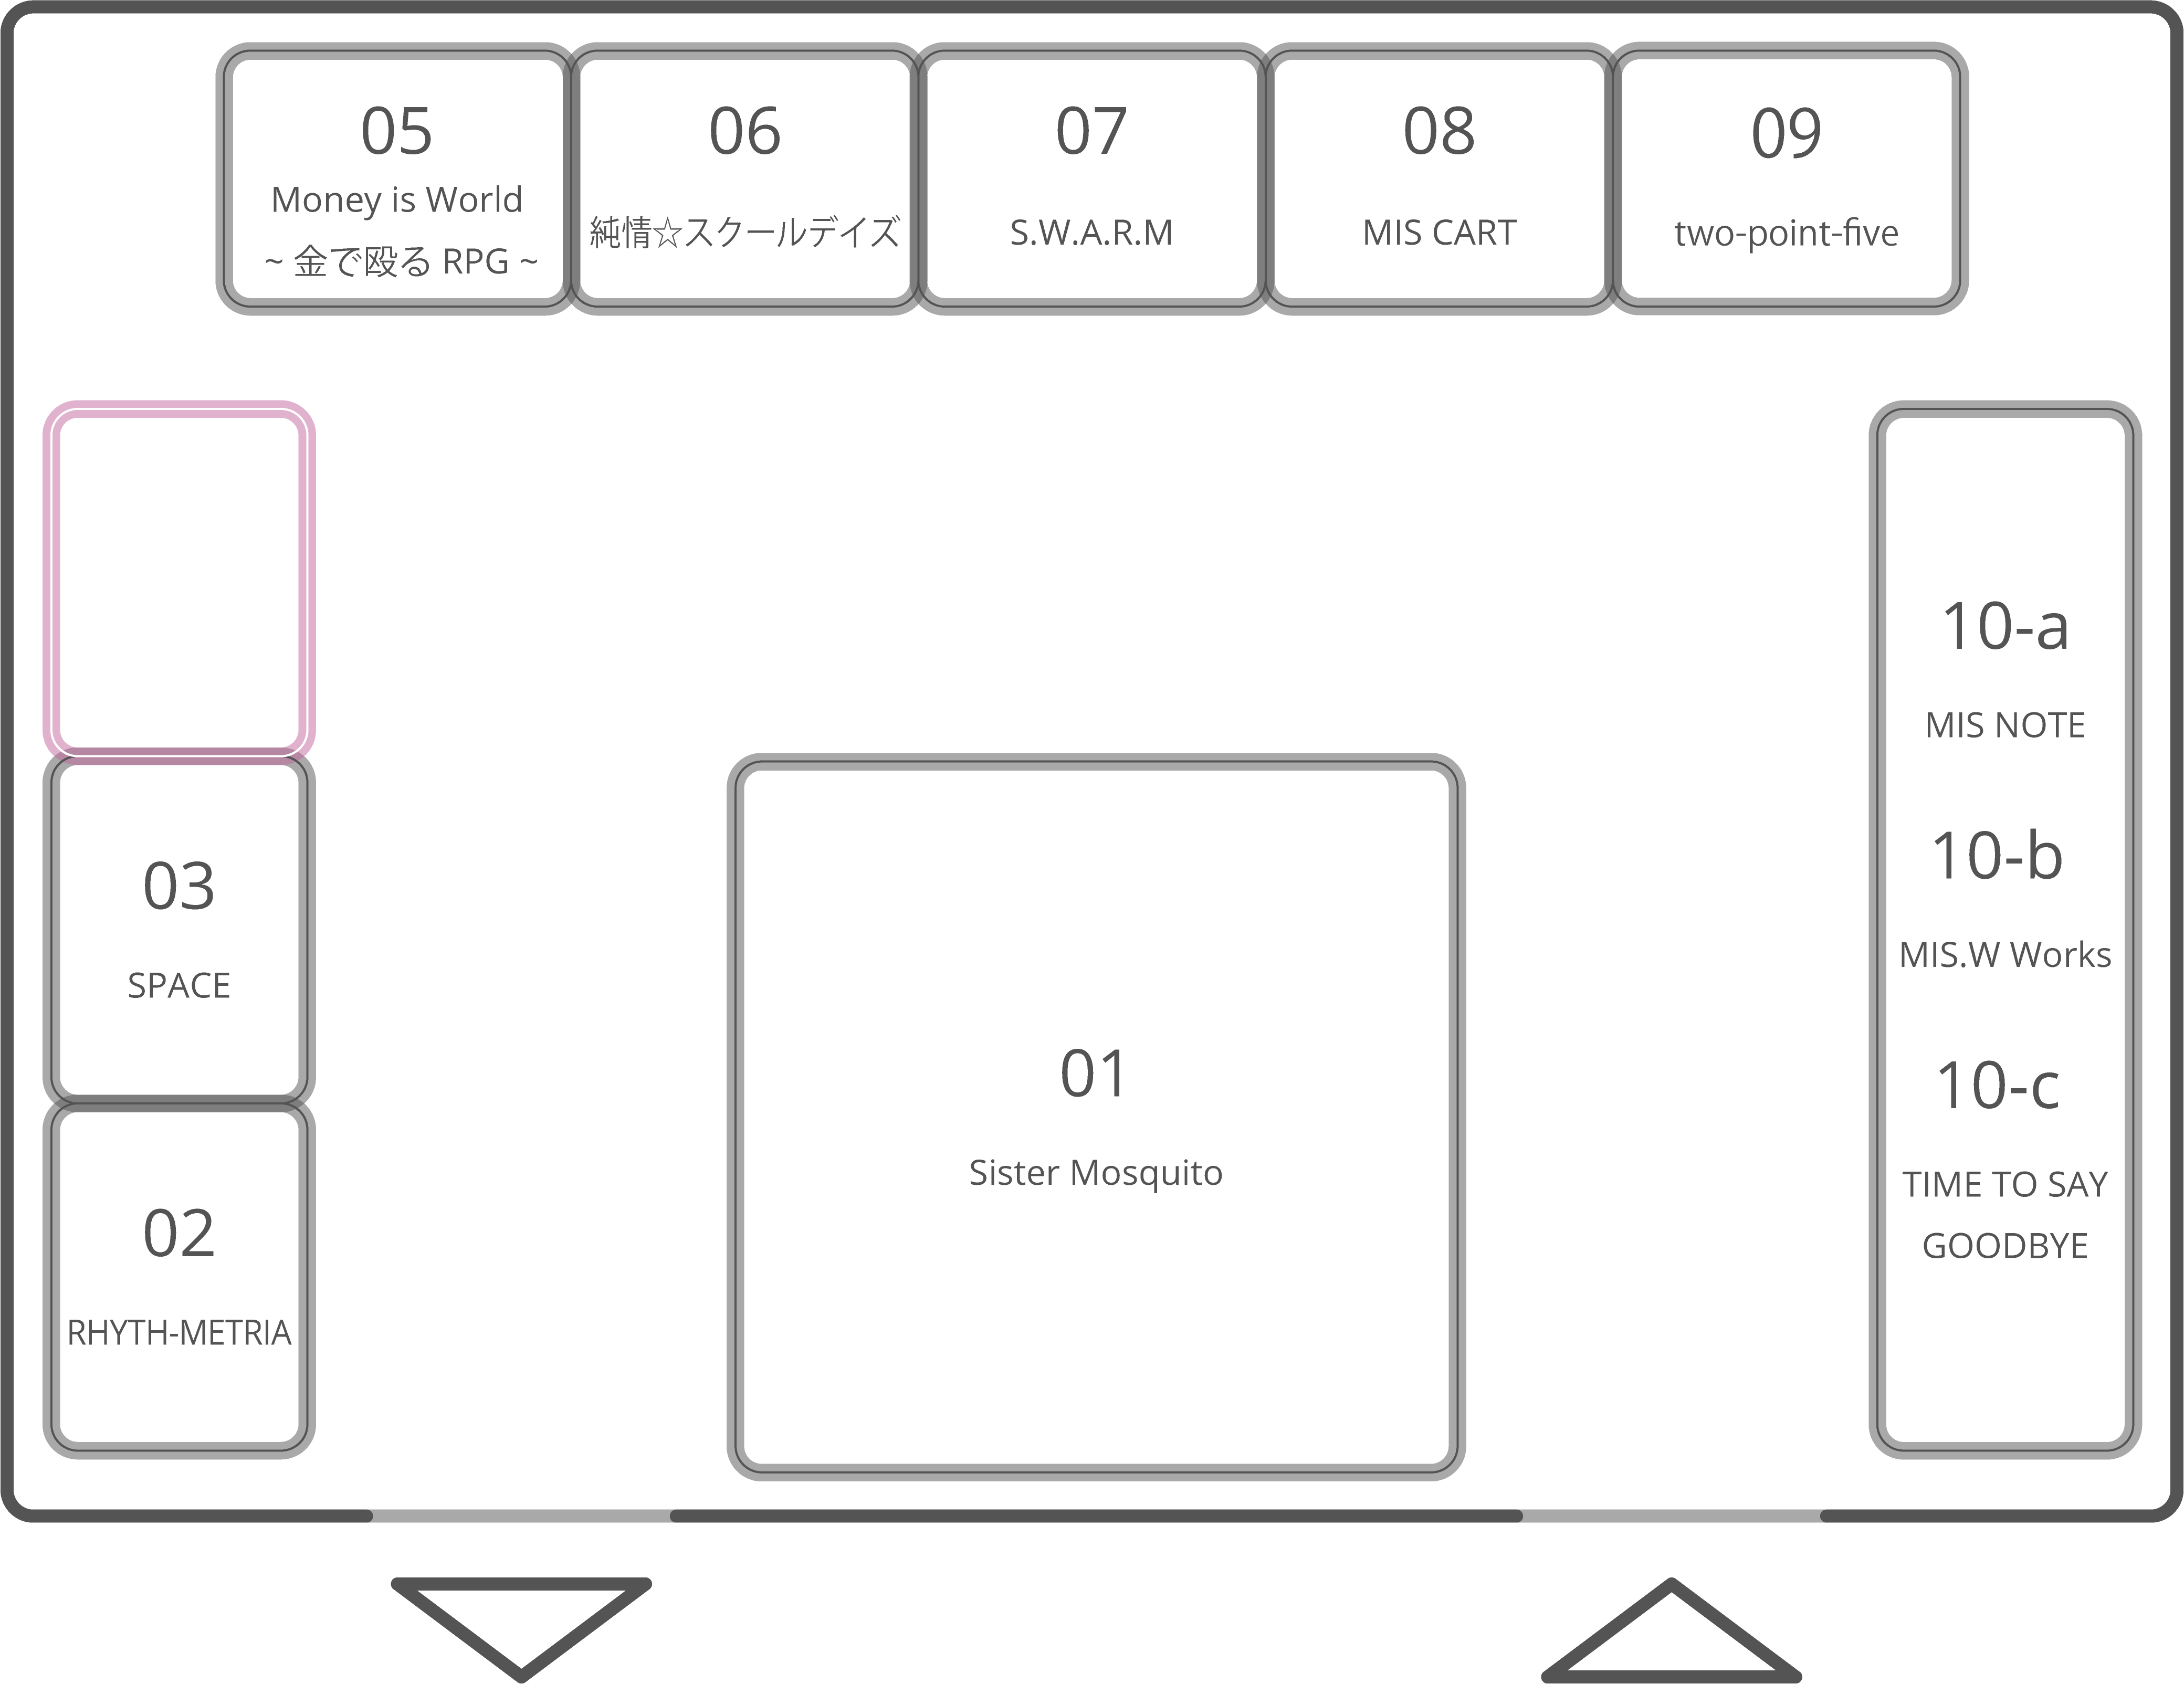 05
Money is World
~ 金で殴る RPG ~
06
純情☆スクールデイズ
07
S.W.A.R.M
08
MIS CART
09
two-point-five
03
SPACE
02
RHYTH-METRIA
01
Sister Mosquito
10-a
MIS NOTE
10-b
MIS.W Works
10-c
TIME TO SAY
GOODBYE